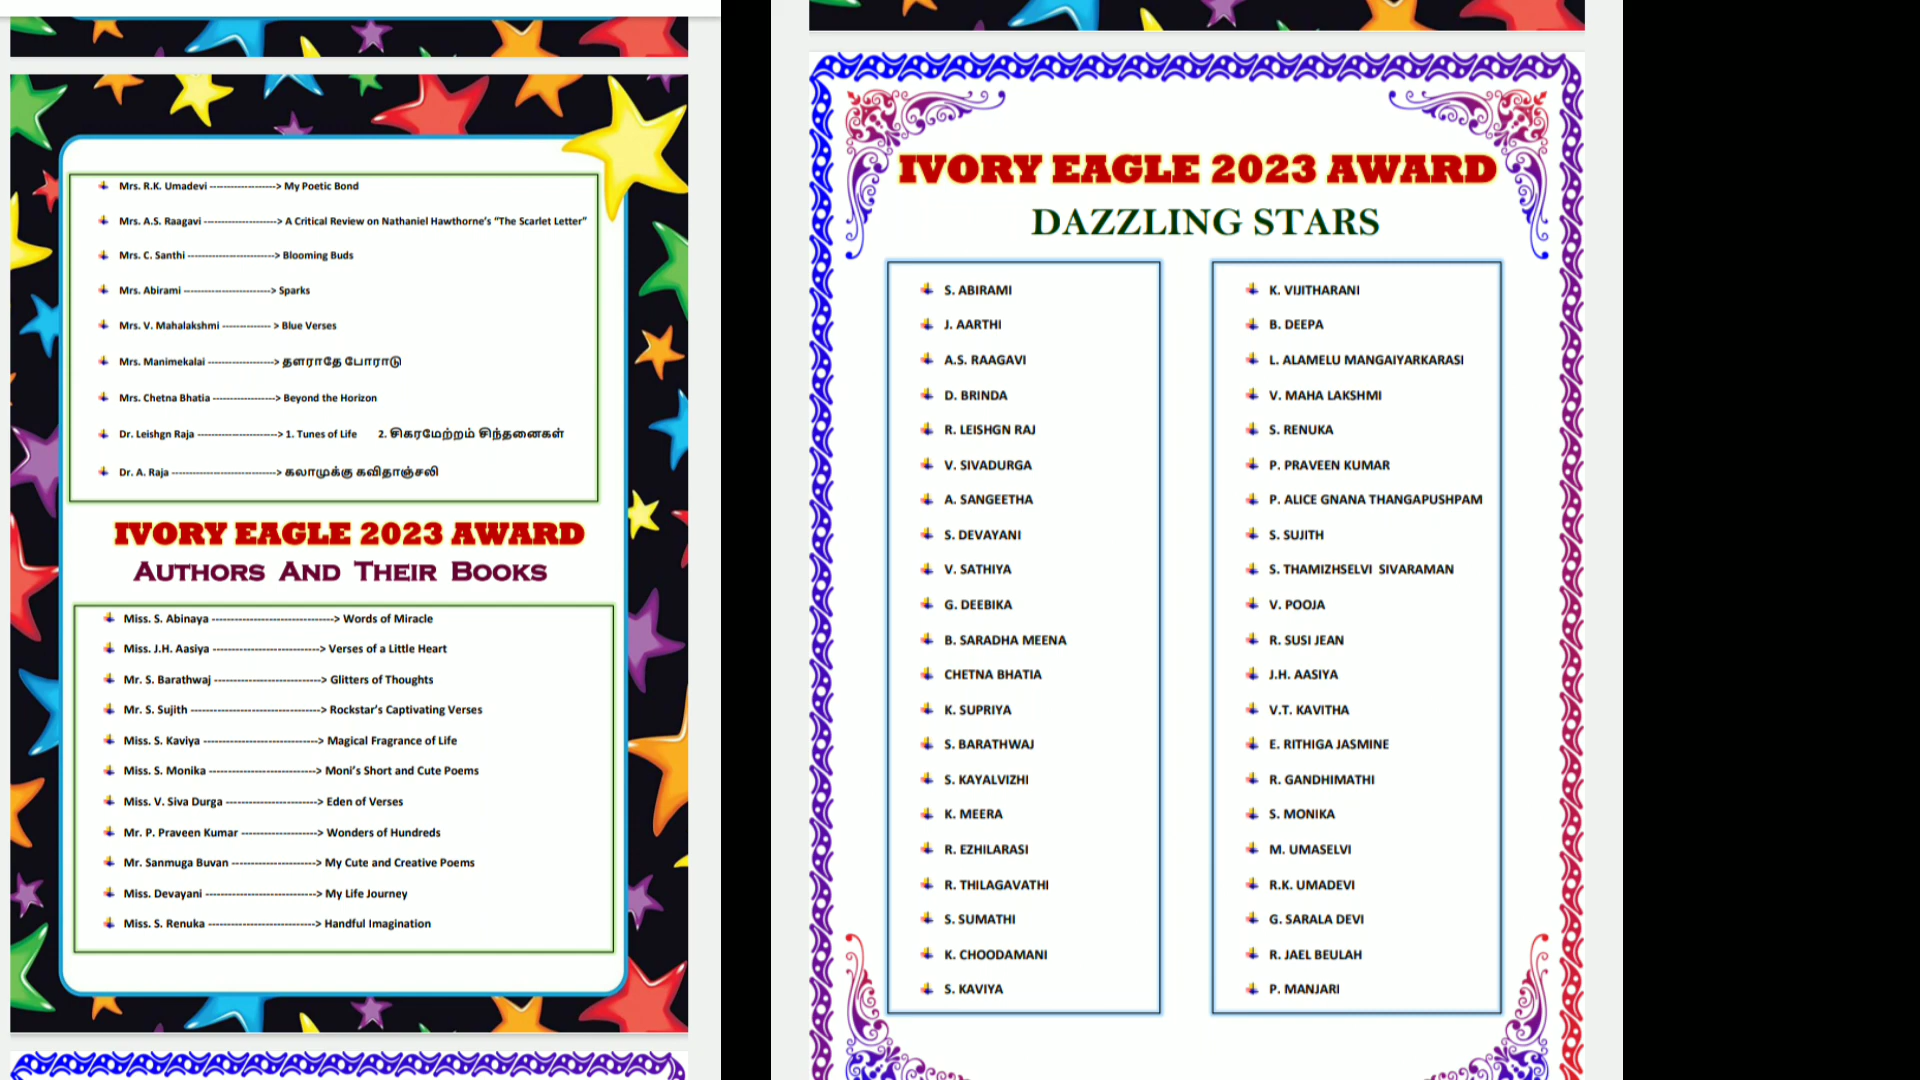 Mrs. R.K. Umadevi -------------------> My Poetic Bond
Mrs. A.S. Raagavi ----------------------> A Critical Review on Nathaniel Hawthorne's “The Scarlet Letter”
Mrs. C. Santhi --------------------------> Blooming Buds
Mrs. Abirami --------------------------> Sparks
Mrs. V. Mahalakshmi -------------- > Blue Verses
Mrs. Manimekalai -------------------> தளராதே போராடு
Mrs. Chetna Bhatia ------------------> Beyond the Horizon
Dr. Leishgn Raja ------------------------> 1. Tunes of Life 2. சிகரமேற்றம் சிந்தனைகள்
Dr. A. Raja -------------------------------> கலாமுக்கு கவிதாஞ்சலி
IVORY EAGLE 2023 AWARD
AUTHORS AND THEIR BOOKS
Miss. S. Abinaya --------------------------------> Words of Miracle
Miss. J.H. Aasiya ----------------------------> Verses of a Little Heart
Mr. S. Barathwaj ----------------------------> Glitters of Thoughts
Mr. S. Sujith ----------------------------------> Rockstar's Captivating Verses
Miss. S. Kaviya ------------------------------> Magical Fragrance of Life
Miss. S. Monika ----------------------------> Moni's Short and Cute Poems
Miss. V. Siva Durga ------------------------> Eden of Verses
Mr. P. Praveen Kumar --------------------> Wonders of Hundreds
Mr. Sanmuga Buvan ----------------------> My Cute and Creative Poems
Miss. Devayani -----------------------------> My Life Journey
Miss. S. Renuka -----------------------------> Handful Imagination
IVORY EAGLE 2023 AWARD
DAZZLING STARS
S. ABIRAMI
J. AARTHI
A.S. RAAGAVI
D. BRINDA
R. LEISHGN RAJ
V. SIVADURGA
A. SANGEETHA
S. DEVAYANI
V. SATHIYA
G. DEEBIKA
B. SARADHA MEENA
CHETNA BHATIA
K. SUPRIYA
S. BARATHWAJ
S. KAYALVIZHI
K. MEERA
R. EZHILARASI
R. THILAGAVATHI
S. SUMATHI
K. CHOODAMANI
S. KAVIYA
K. VIJITHARANI
B. DEEPA
L. ALAMELU MANGAIYARKARASI
V. MAHA LAKSHMI
S. RENUKA
P. PRAVEEN KUMAR
P. ALICE GNANA THANGAPUSHPAM
S. SUJITH
S. THAMIZHSELVI SIVARAMAN
V. POOJA
R. SUSI JEAN
J.H. AASIYA
V.T. KAVITHA
E. RITHIGA JASMINE
R. GANDHIMATHI
S. MONIKA
M. UMASELVI
R.K. UMADEVI
G. SARALA DEVI
R. JAEL BEULAH
P. MANJARI